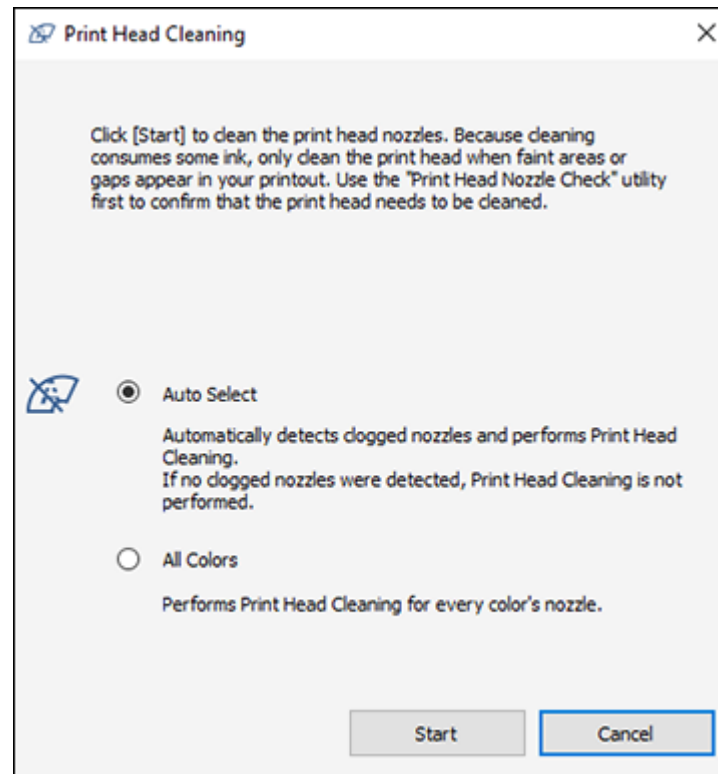 Print Head Cleaning
Click [Start] to clean the print head nozzles. Because cleaning
consumes some ink, only clean the print head when faint areas or
gaps appear in your printout. Use the "Print Head Nozzle Check" utility
first to confirm that the print head needs to be cleaned.
Auto Select
Automatically detects clogged nozzles and performs Print Head
Cleaning.
If no clogged nozzles were detected, Print Head Cleaning is not
performed.
All Colors
Performs Print Head Cleaning for every color's nozzle.
Start Cancel